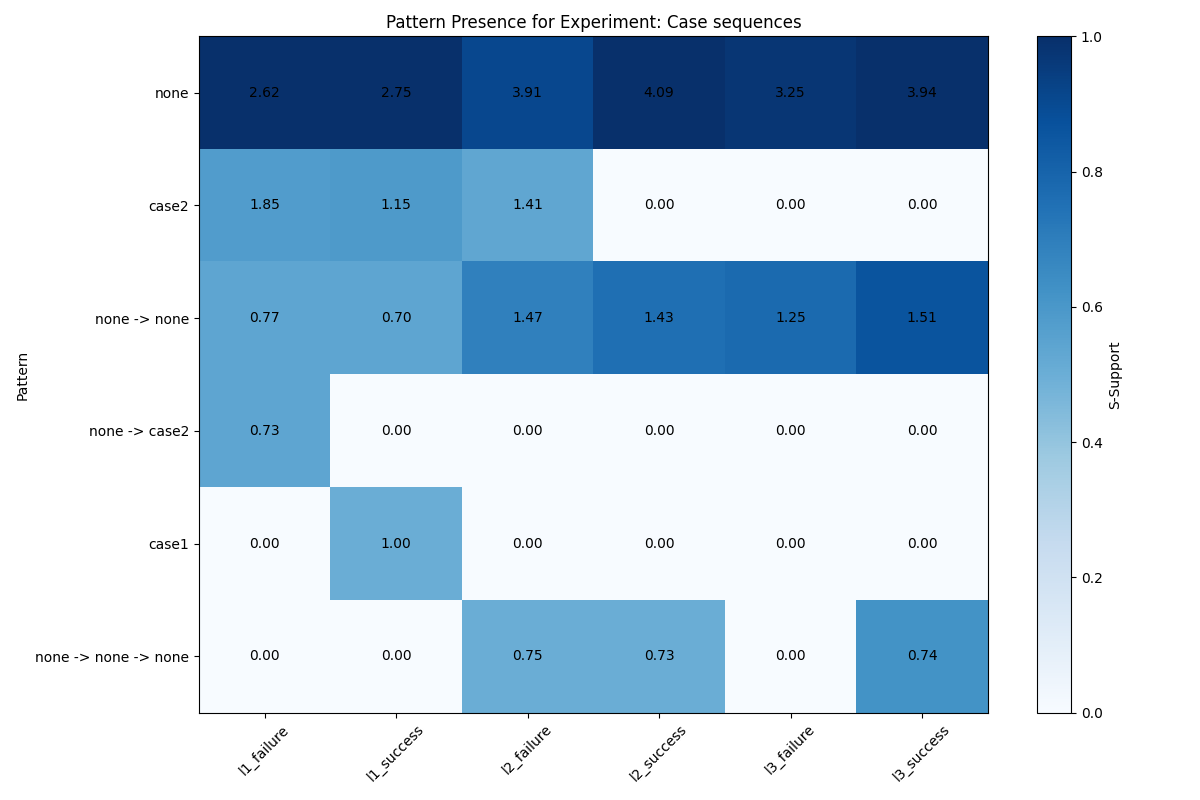 Pattern Presence for Experiment: Case sequences
none 2.62 2.75 3.91 4.09 3.25 3.94
case2 1.85 1.15 1.41 0.00 0.00 0.00
none -> none 0.77 0.70 1.47 1.43 1.25 1.51
none -> case2 0.73 0.00 0.00 0.00 0.00 0.00
case1 0.00 1.00 0.00 0.00 0.00 0.00
none -> none -> none 0.00 0.00 0.75 0.73 0.00 0.74
l1_failure l1_success l2_failure l2_success l3_failure l3_success
Pattern
1.0
0.8
0.6
0.4
0.2
0.0
S-Support